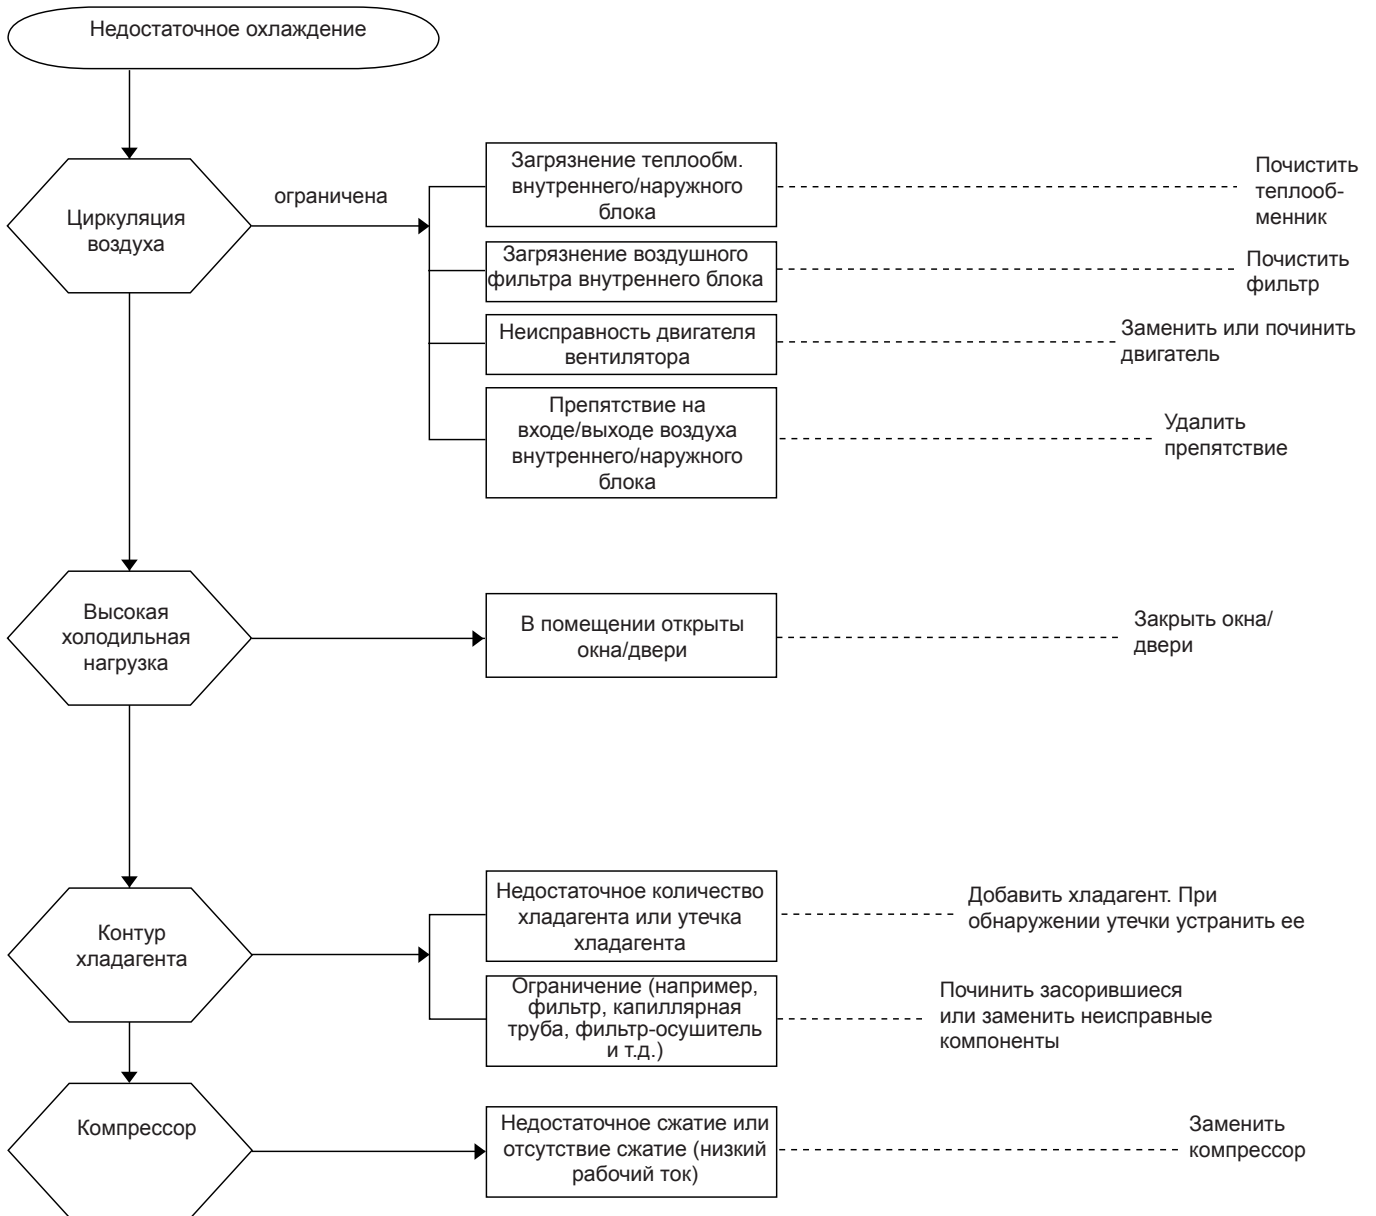 Недостаточное охлаждение
Циркуляция
воздуха
ограничена
Загрязнение теплообм.
внутреннего/наружного
блока
Почистить
теплооб-
менник
Загрязнение воздушного
фильтра внутреннего блока
Почистить
фильтр
Неисправность двигателя
вентилятора
Заменить или починить
двигатель
Препятствие на
входе/выходе воздуха
внутреннего/наружного
блока
Удалить
препятствие
Высокая
холодильная
нагрузка
В помещении открыты
окна/двери
Закрыть окна/
двери
Контур
хладагента
Недостаточное количество
хладагента или утечка
хладагента
Добавить хладагент. При
обнаружении утечки устранить ее
Ограничение (например,
фильтр, капиллярная
труба, фильтр-осушитель
и т.д.)
Починить засорившиеся
или заменить неисправные
компоненты
Компрессор
Недостаточное сжатие или
отсутствие сжатие (низкий
рабочий ток)
Заменить
компрессор